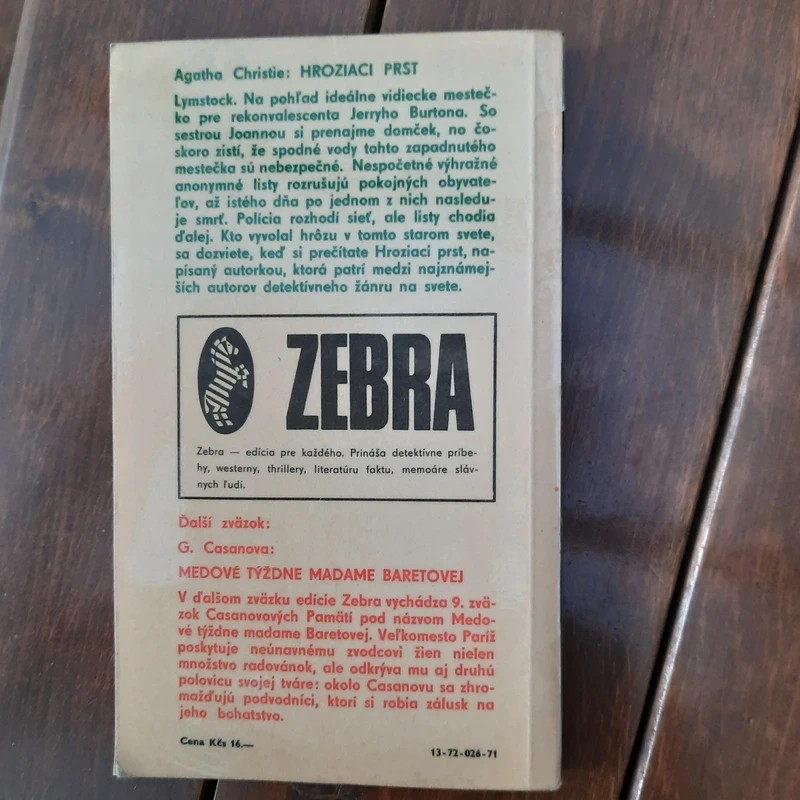 Agatha Christie: HROZIACI PRST
Lymstock. Na pohľad ideálne vidiecke masteč-
ko pre rekonvalescenta Jerryho Burtona. So
sestrou Joannou si prenajme domček, no čo-
skoro zistí, že spodné vody tohto zapadnutého
mestečka sú nebezpečné. Nespočetné výhražné
anonymné listy rozrušujú pokojných obyvate-
ľov, až istého dňa po jednom z nich nasledu-
je smrť. Polícia rozhodí sieť, ale listy chodia
ďalej. Kto vyvolal hrôzu v tomto starom svete,
sa dozviete, keď si prečítate Hroziaci prst, na-
písaný autorkou, ktorá patrí medzi najznámej-
ších autorov detektívneho žánru na svete.
ZEBRA
Zebra — edícia pre každého. Prináša detektívne príbe-
hy, westerny, thrillery, literatúru faktu, memoáre sláv-
nych ľudí.
Ďalší zväzok:
G. Casanova:
MEDOVÉ TÝŽDNE MADAME BARETOVEJ
V ďalšom zväzku edície Zebra vychádza 9. zvä-
zok Casanovových Pamätí pod názvom Medo-
vé týždne madame Baretovej. Veľkomesto Paríž
poskytuje neúnavnému zvodcovi žien nielen
množstvo radovánok, ale odkrýva mu aj druhú
polovicu svojej tváre: okolo Casanovu sa zhro-
mažďujú podvodníci, ktorí si robia zálusk na
jeho bohatstvo.
Cena Kčs 16,—
13-72-026-71